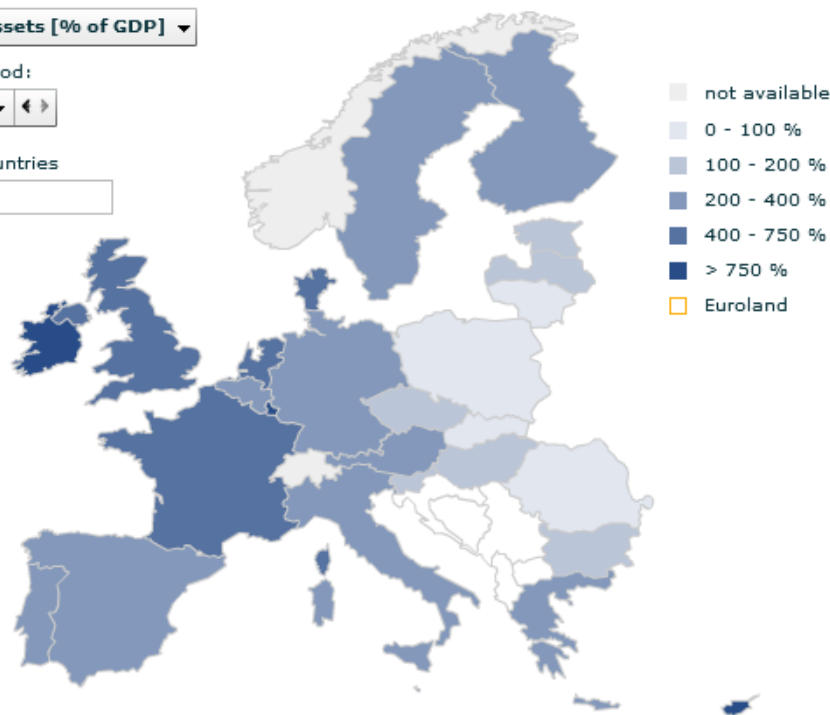 ssets [% of GDP]
od:
untries
not available
0 - 100 %
100 - 200 %
200 - 400 %
400 - 750 %
> 750 %
Euroland